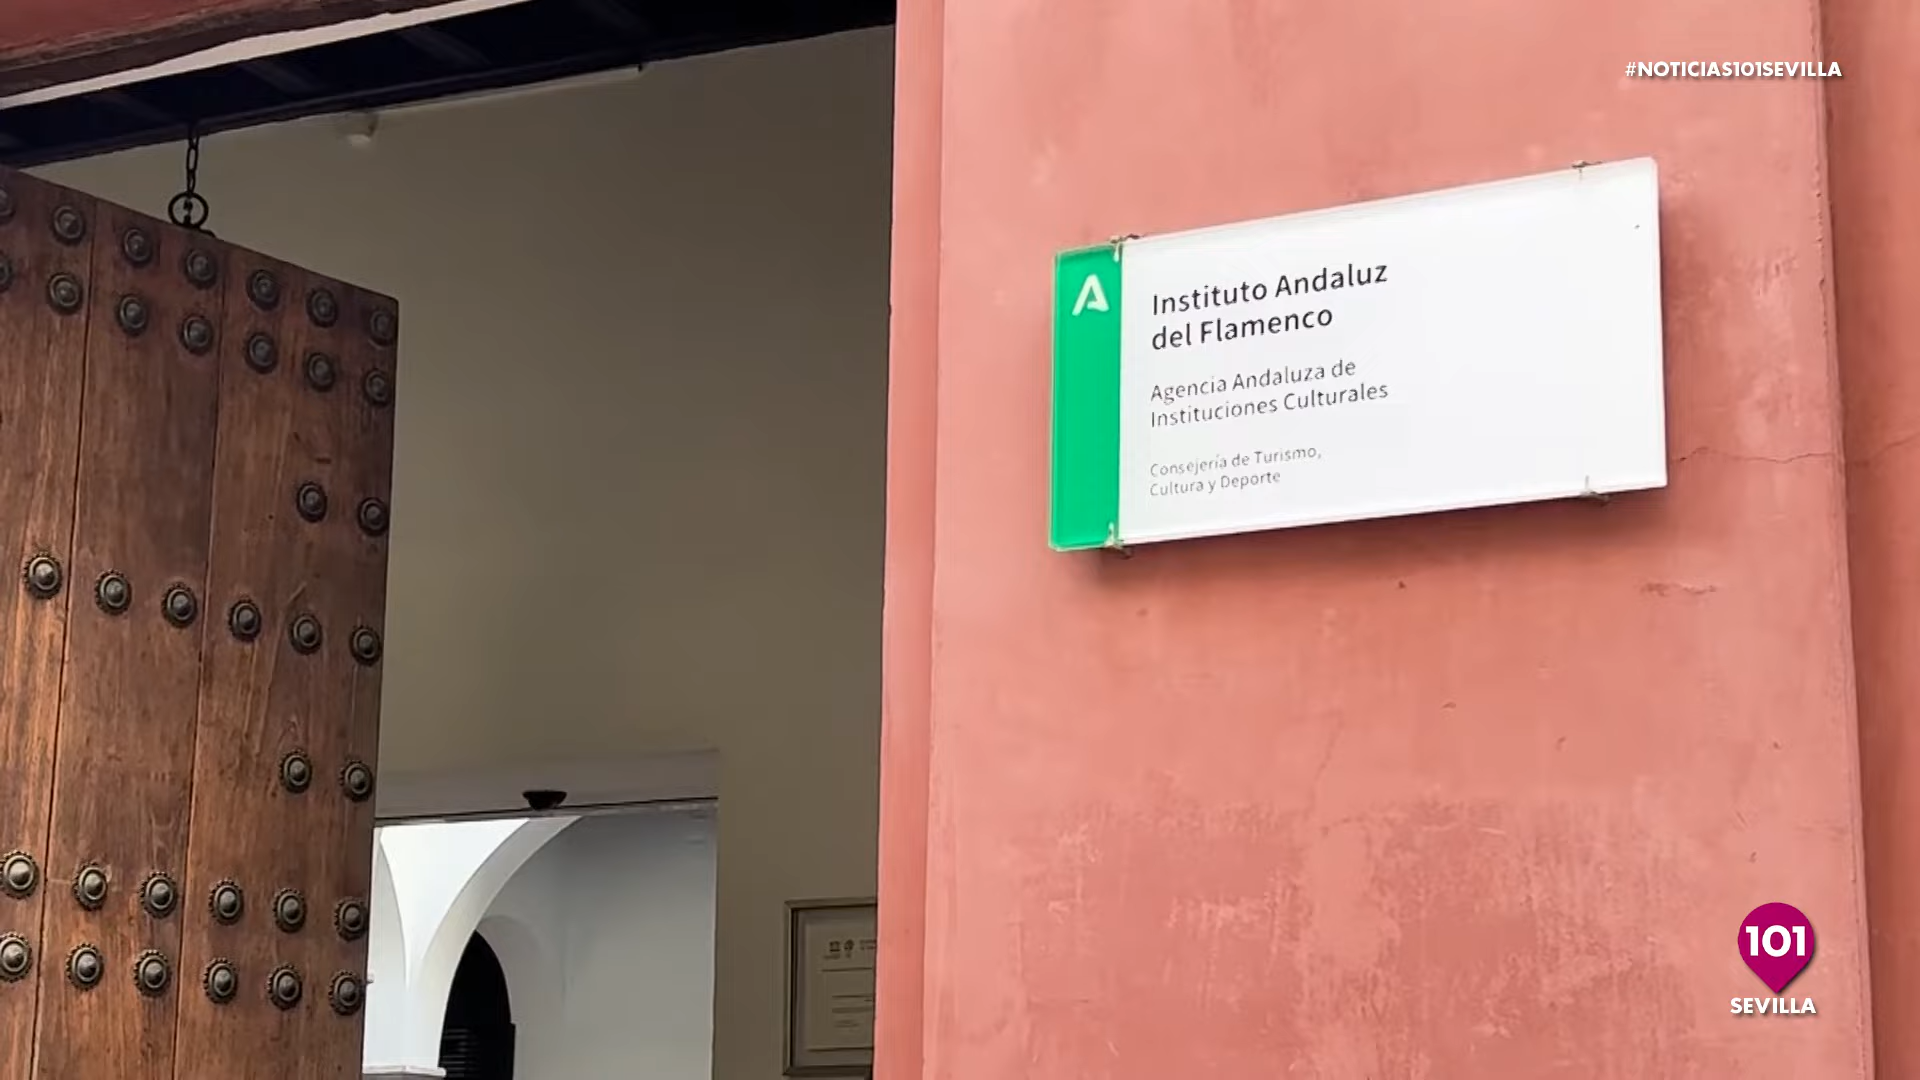 #NOTICIAS101SEVILLA
Instituto Andaluz
del Flamenco
Agencia Andaluza de
Instituciones Culturales
Consejería de Turismo,
Cultura y Deporte
101
SEVILLA